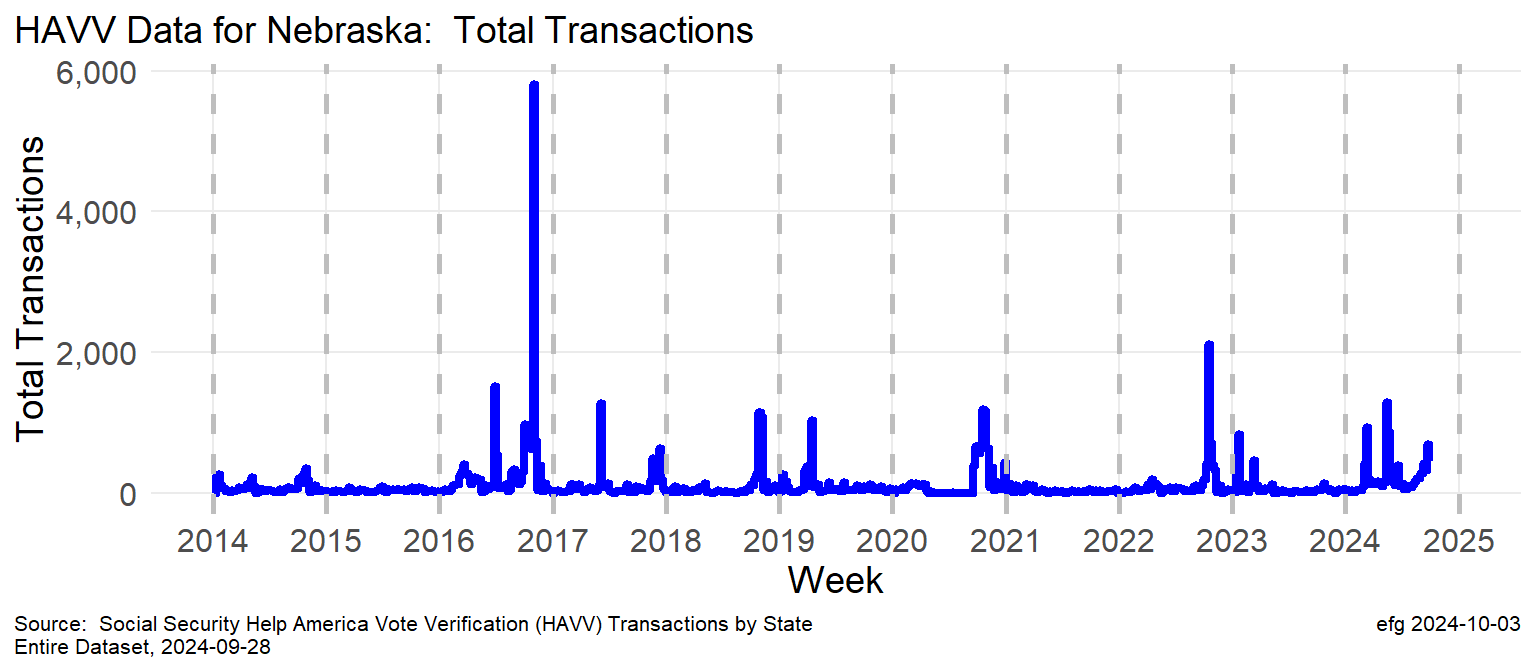 HAVV Data for Nebraska:  Total Transactions
Total Transactions
6,000
4,000
2,000
0
2014 2015 2016 2017 2018 2019 2020 2021 2022 2023 2024 2025
Week
Source:  Social Security Help America Vote Verification (HAVV) Transactions by State
Entire Dataset, 2024-09-28
efg 2024-10-03